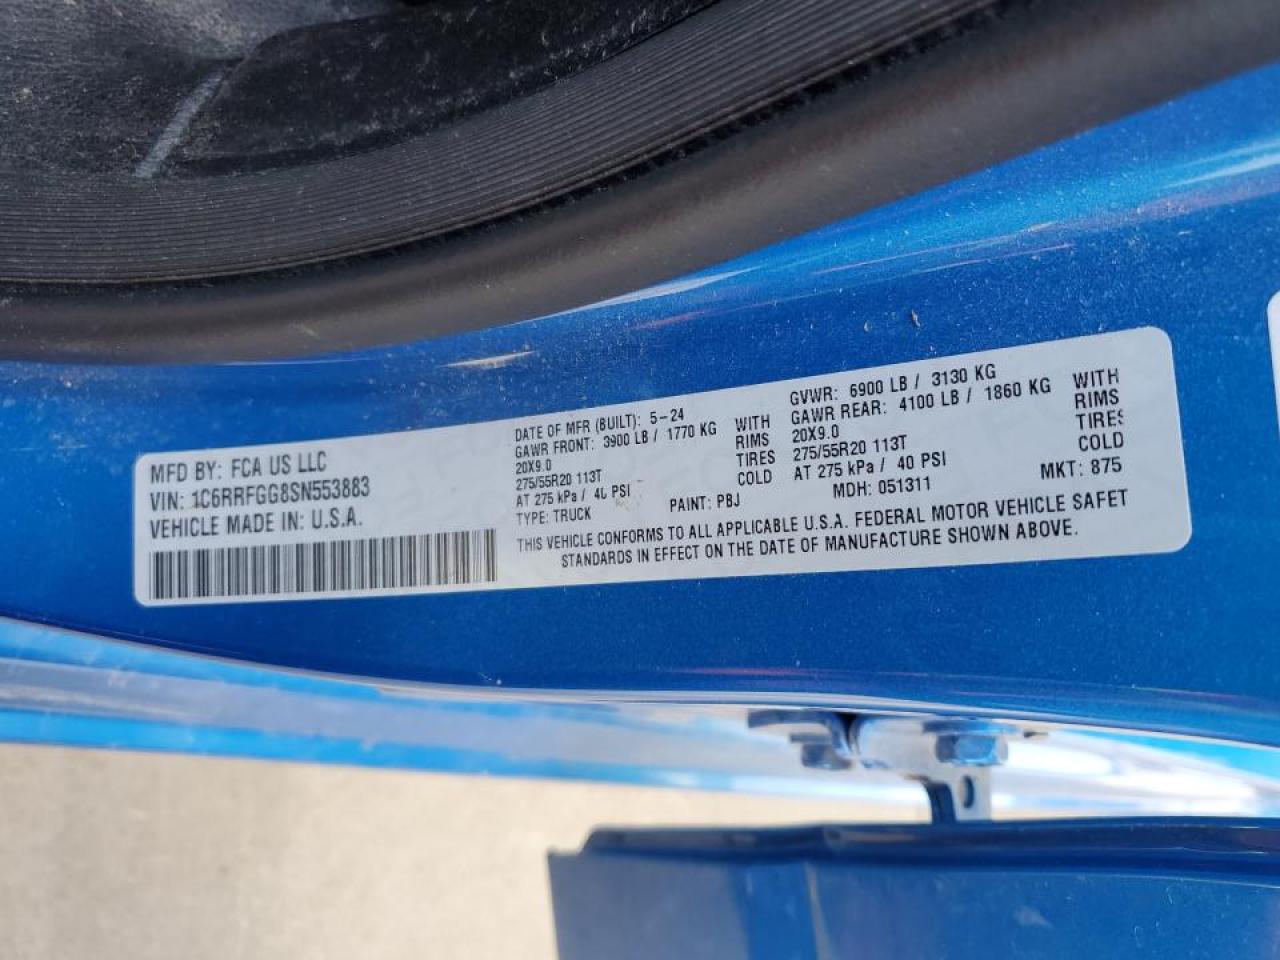 MFD BY: FCA US LLC
VIN: 1C6RRFGG8SN553883
VEHICLE MADE IN: U.S.A.
DATE OF MFR (BUILT): 5-24 GVWR: 6900 LB / 3130 KG
GAWR FRONT: 3900 LB / 1770 KG WITH GAWR REAR: 4100 LB / 1860 KG WITH
20X9.0 RIMS 20X9.0 RIMS
275/55R20 113T TIRES 275/55R20 113T TIRES
AT 275 kPa / 40 PSI COLD AT 275 kPa / 40 PSI COLD
TYPE: TRUCK PAINT: PBJ MDH: 051311 MKT: 875
THIS VEHICLE CONFORMS TO ALL APPLICABLE U.S.A. FEDERAL MOTOR VEHICLE SAFET
STANDARDS IN EFFECT ON THE DATE OF MANUFACTURE SHOWN ABOVE.